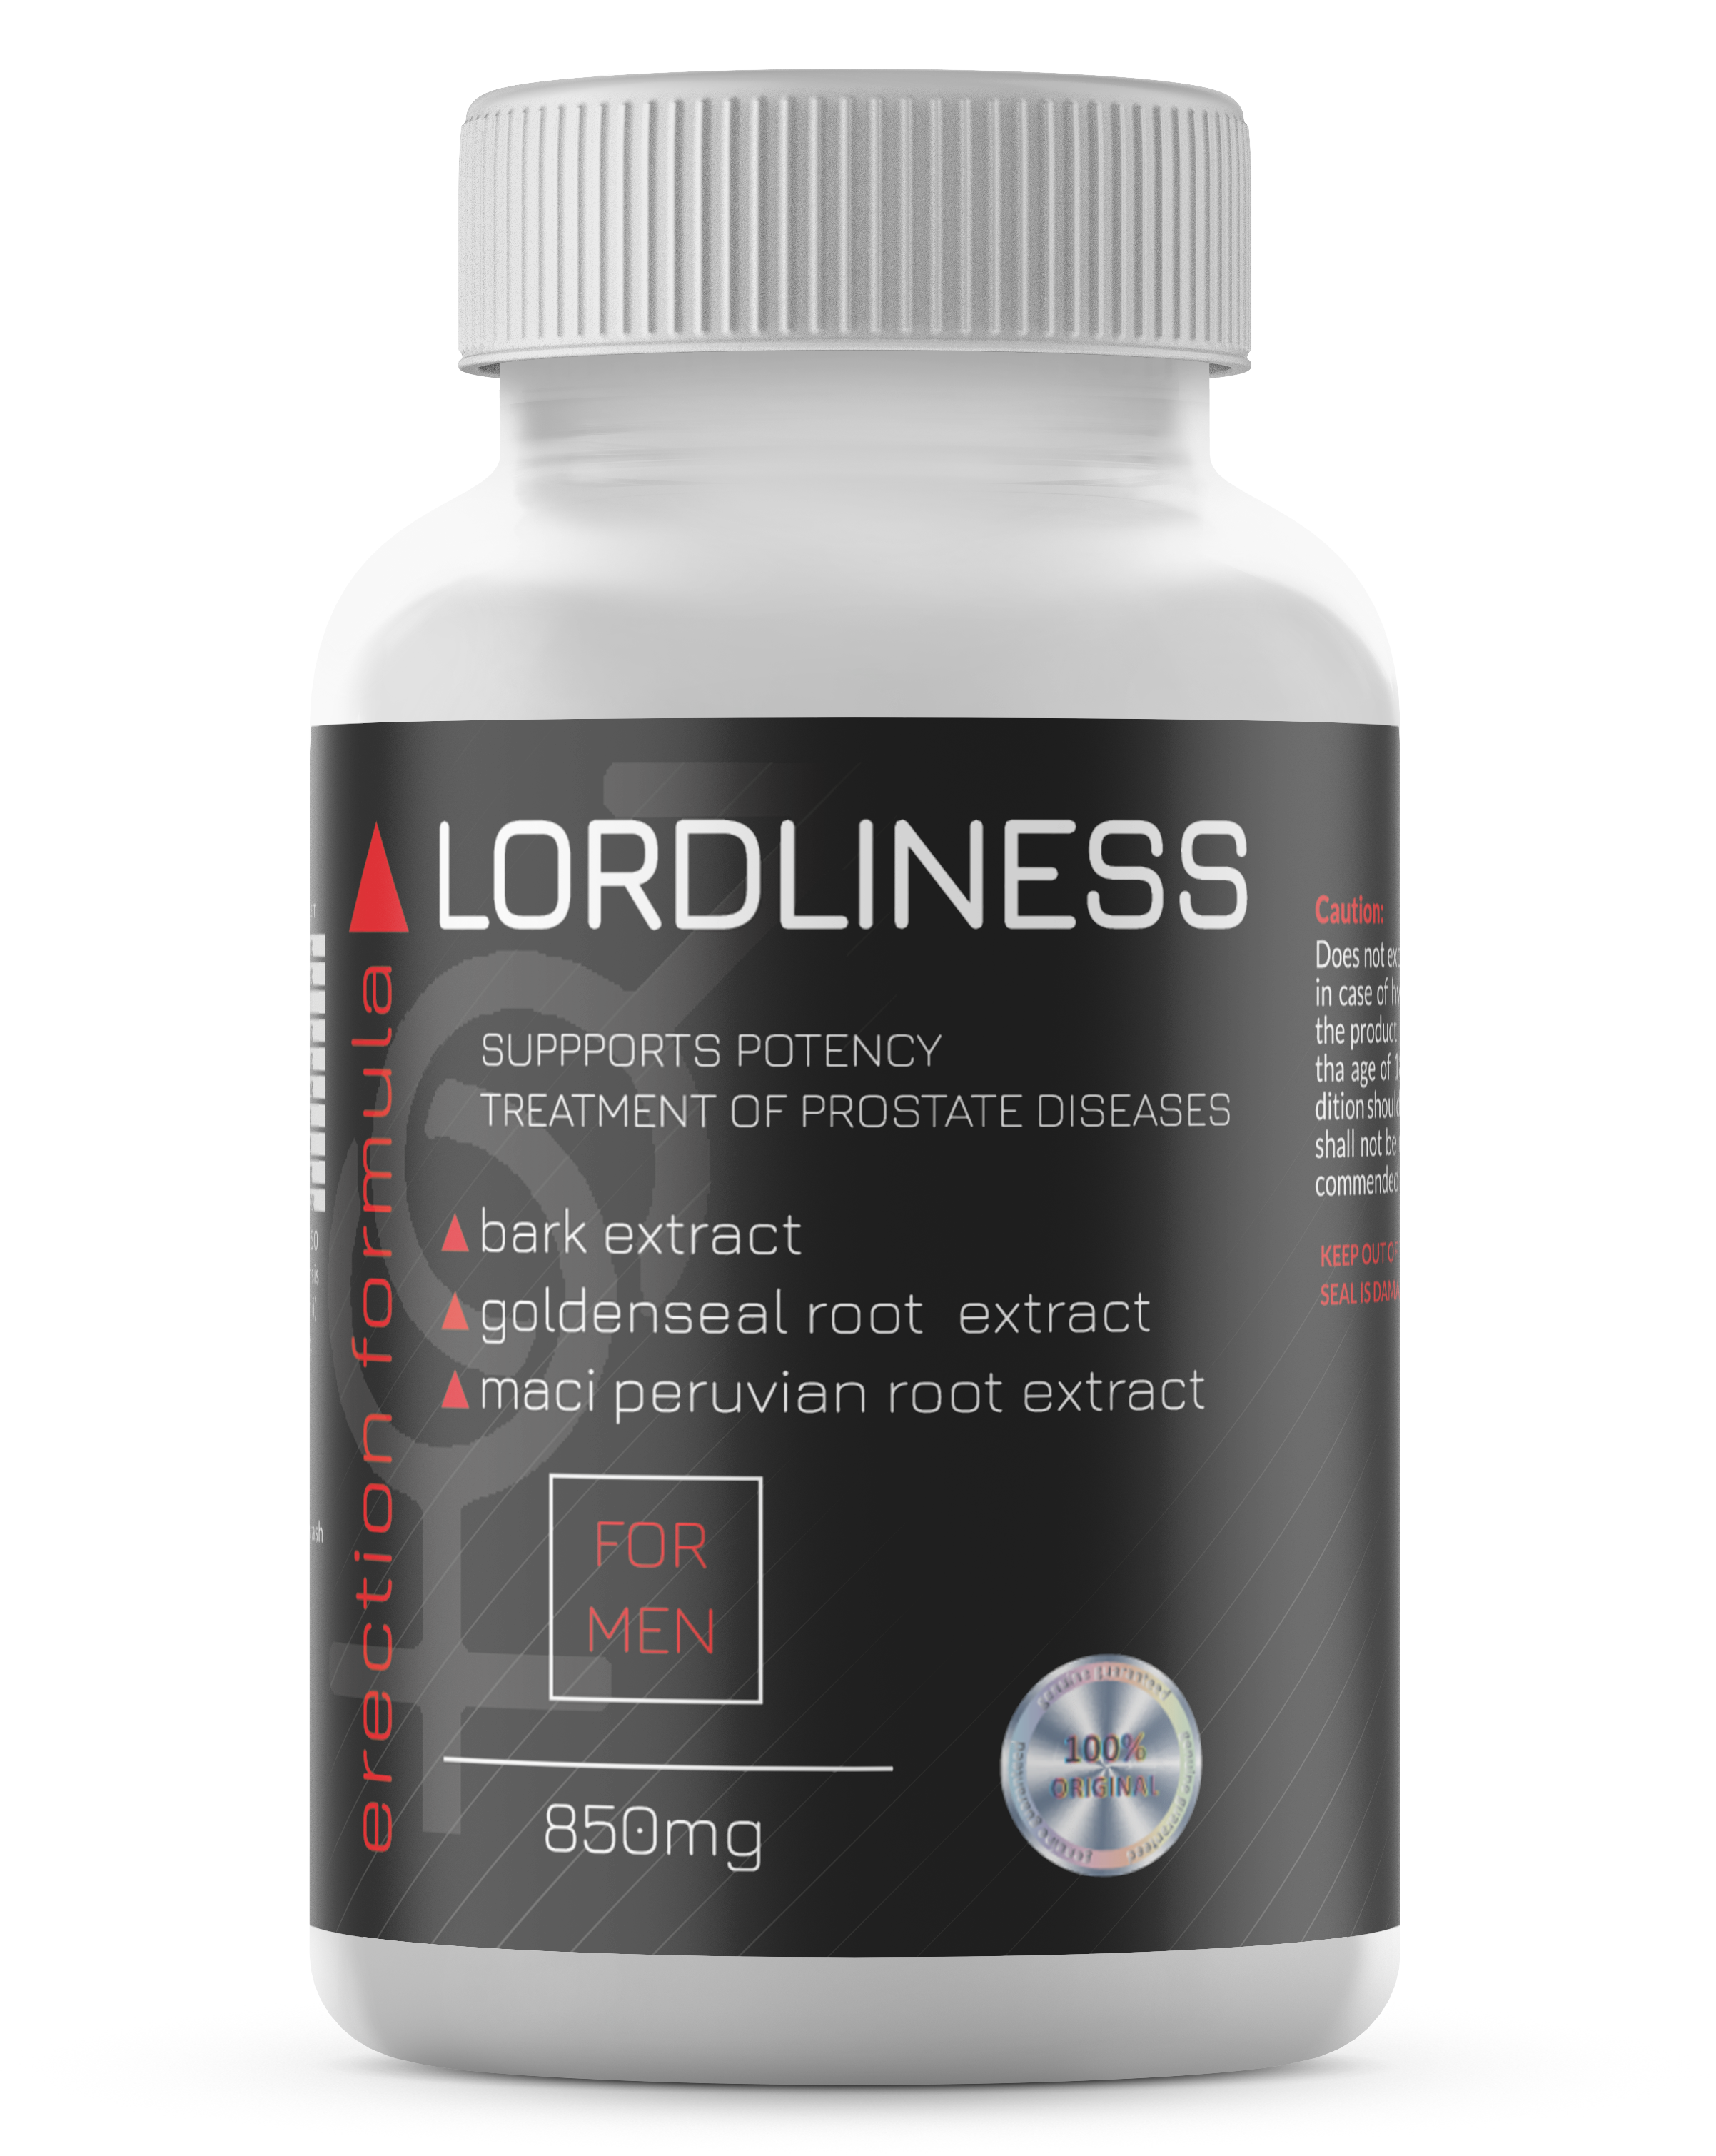 LORDLINESS
erection formula
SUPPPORTS POTENCY
TREATMENT OF PROSTATE DISEASES
bark extract
goldenseal root extract
maci peruvian root extract
FOR
MEN
850mg
100%
ORIGINAL
Caution:
Does not
in case of
the product
tha age of
dition should
shall not be
commended
KEEP OUT OF
SEAL IS